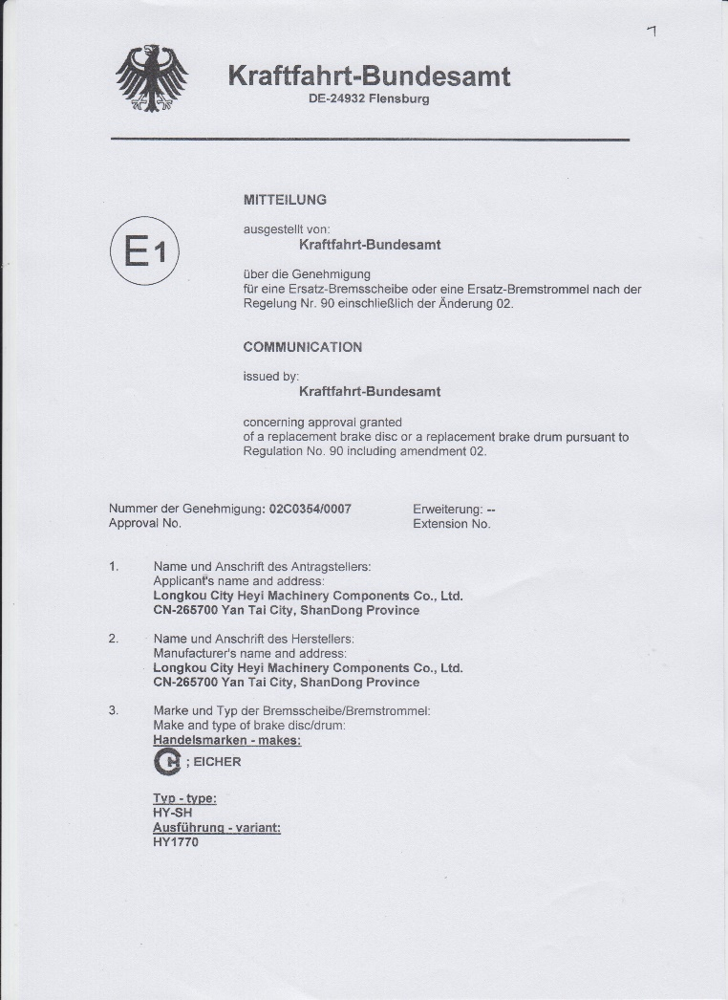 7
Kraftfahrt-Bundesamt
DE-24932 Flensburg
MITTEILUNG
E1
ausgestellt von:
Kraftfahrt-Bundesamt
über die Genehmigung
für eine Ersatz-Bremsscheibe oder eine Ersatz-Bremstrommel nach der
Regelung Nr. 90 einschließlich der Änderung 02.
COMMUNICATION
issued by:
Kraftfahrt-Bundesamt
concerning approval granted
of a replacement brake disc or a replacement brake drum pursuant to
Regulation No. 90 including amendment 02.
Nummer der Genehmigung: 02C0354/0007 Erweiterung: --
Approval No. Extension No.
1. Name und Anschrift des Antragstellers:
Applicant's name and address:
Longkou City Heyi Machinery Components Co., Ltd.
CN-265700 Yan Tai City, ShanDong Province
2. Name und Anschrift des Herstellers:
Manufacturer's name and address:
Longkou City Heyi Machinery Components Co., Ltd.
CN-265700 Yan Tai City, ShanDong Province
3. Marke und Typ der Bremsscheibe/Bremstrommel:
Make and type of brake disc/drum:
Handelsmarken - makes:
; EICHER
Typ - type:
HY-SH
Ausführung - variant:
HY1770